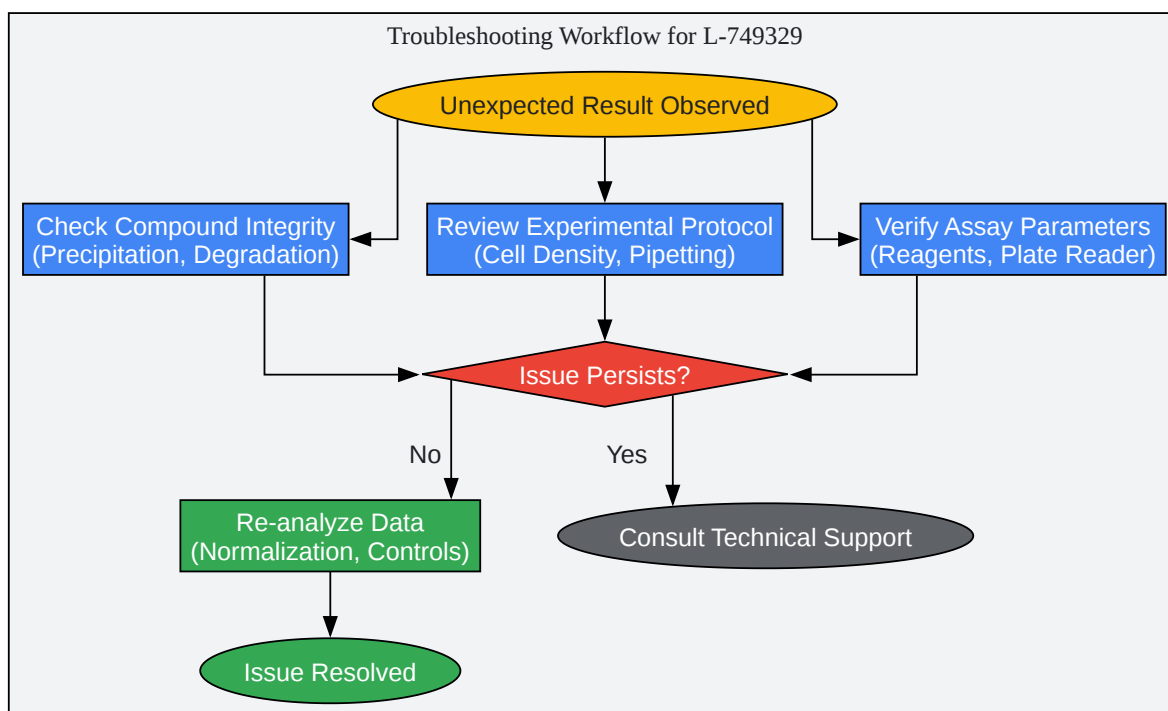 Troubleshooting Workflow for L-749329
Unexpected Result Observed
Check Compound Integrity
(Precipitation, Degradation)
Review Experimental Protocol
(Cell Density, Pipetting)
Verify Assay Parameters
(Reagents, Plate Reader)
Issue Persists?
No
Yes
Re-analyze Data
(Normalization, Controls)
Consult Technical Support
Issue Resolved